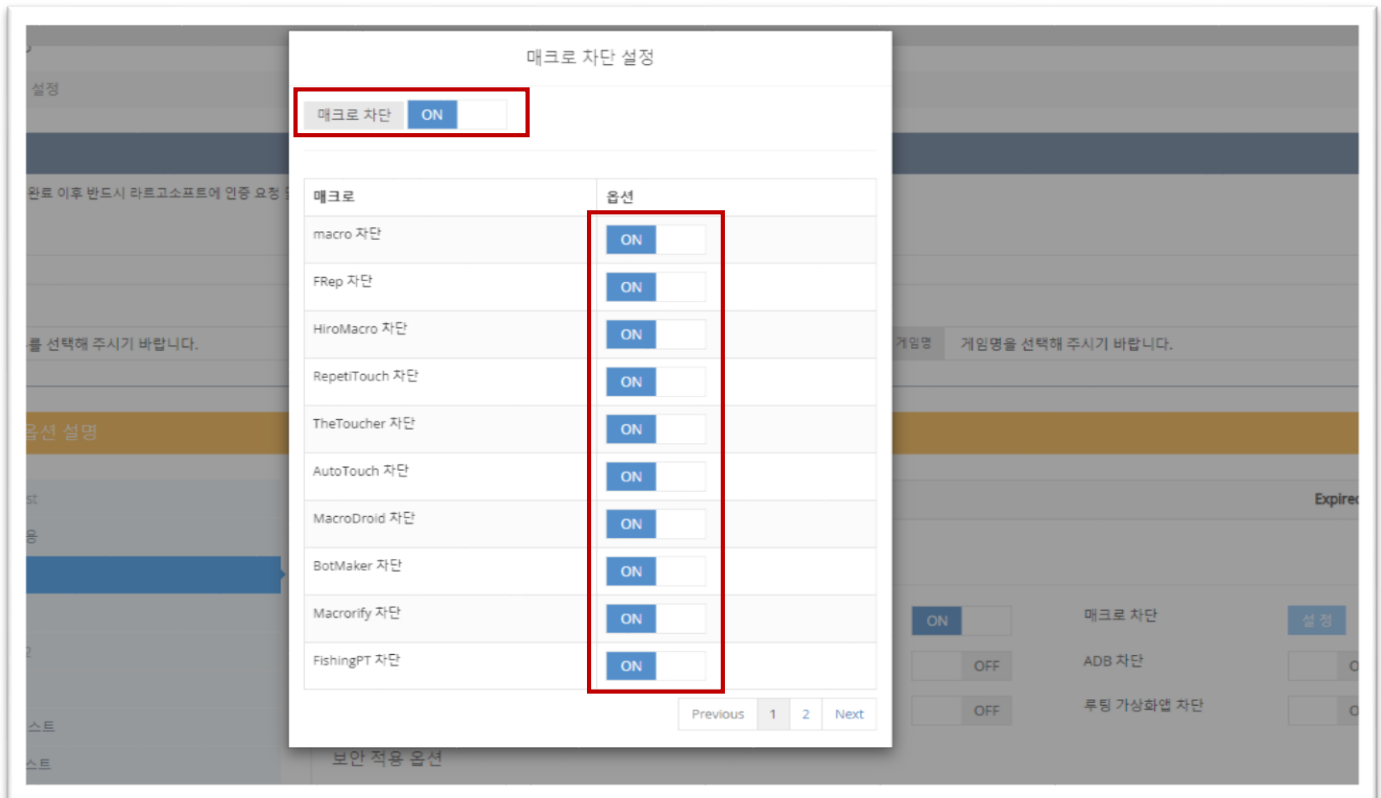 매크로 차단 설정
설정
매크로 차단 ON
완료 이후 반드시 라르고소프트에 인증 요청
매크로 옵션
macro 차단 ON
FRep 차단 ON
HiroMacro 차단 ON
를 선택해 주시기 바랍니다. 게임명 게임명을 선택해 주시기 바랍니다.
RepetiTouch 차단 ON
TheToucher 차단 ON
옵션 설명
AutoTouch 차단 ON
st Expired
MacroDroid 차단 ON
용
BotMaker 차단 ON
Macrorify 차단 ON
ON 매크로 차단 설 정
FishingPT 차단 ON
2 OFF ADB 차단 O
OFF 루팅 가상화앱 차단 O
Previous 1 2 Next
스트
보안 적용 옵션
스트